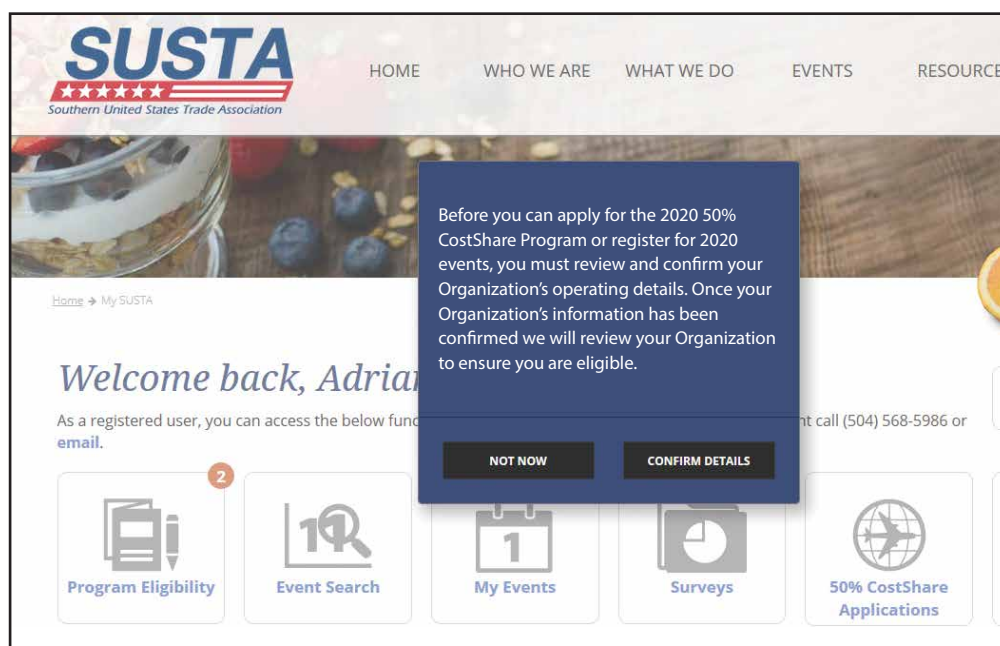 SUSTA
Southern United States Trade Association
HOME WHO WE ARE WHAT WE DO EVENTS RESOURCE
Before you can apply for the 2020 50%
CostShare Program or register for 2020
events, you must review and confirm your
Organization's operating details. Once your
Organization's information has been
confirmed we will review your Organization
to ensure you are eligible.
NOT NOW CONFIRM DETAILS
Home → My SUSTA
Welcome back, Adria
As a registered user, you can access the below func
call (504) 568-5986 or
email.
2
Program Eligibility
11
Event Search
1
My Events
Surveys
50% CostShare
Applications